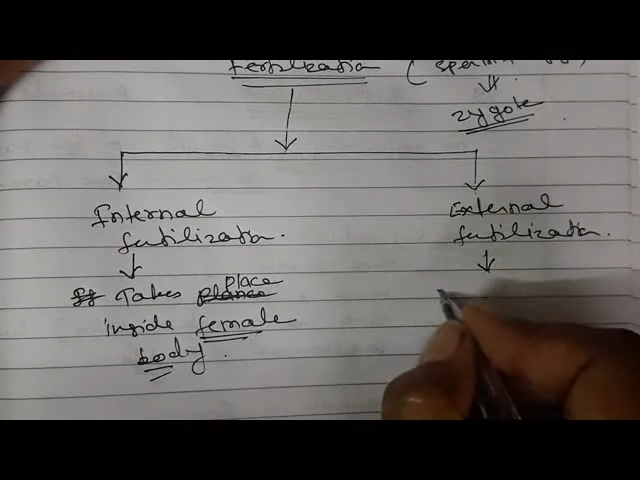 Fertilization
zygote
Internal
fertilization.
External
fertilization.
Takes place
inside female
body.